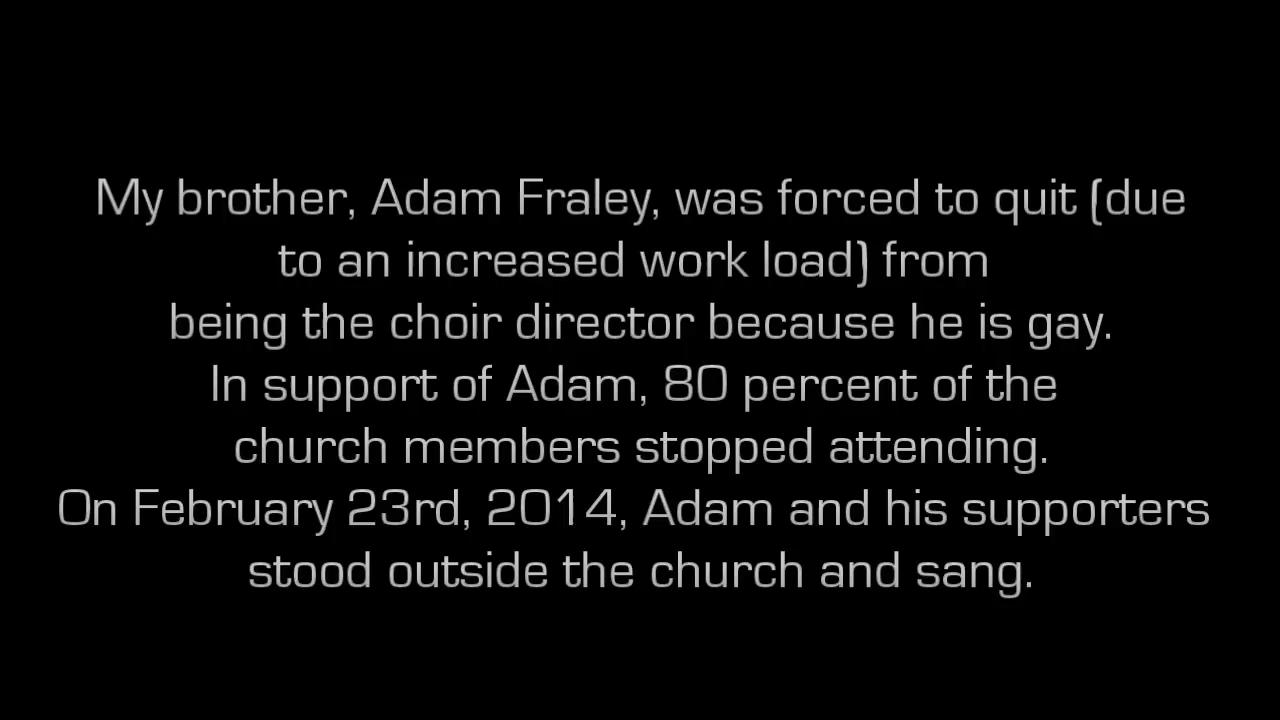 My brother, Adam Fraley, was forced to quit (due
to an increased work load) from
being the choir director because he is gay.
In support of Adam, 80 percent of the
church members stopped attending.
On February 23rd, 2014, Adam and his supporters
stood outside the church and sang.